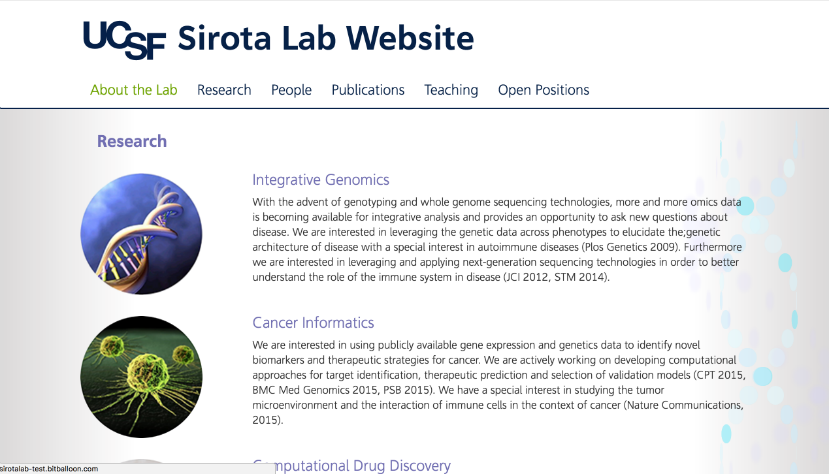 UCSF Sirota Lab Website
About the Lab Research People Publications Teaching Open Positions
Research
Integrative Genomics
With the advent of genotyping and whole genome sequencing technologies, more and more omics data
is becoming available for integrative analysis and provides an opportunity to ask new questions about
disease. We are interested in leveraging the genetic data across phenotypes to elucidate the;genetic
architecture of disease with a special interest in autoimmune diseases (Plos Genetics 2009). Furthermore
we are interested in leveraging and applying next-generation sequencing technologies in order to better
understand the role of the immune system in disease (JCI 2012, STM 2014).
Cancer Informatics
We are interested in using publicly available gene expression and genetics data to identify novel
biomarkers and therapeutic strategies for cancer. We are actively working on developing computational
approaches for target identification, therapeutic prediction and selection of validation models (CPT 2015,
BMC Med Genomics 2015, PSB 2015). We have a special interest in studying the tumor
microenvironment and the interaction of immune cells in the context of cancer (Nature Communications,
2015).
Computational Drug Discovery
sirotalab-test.bitballoon.com